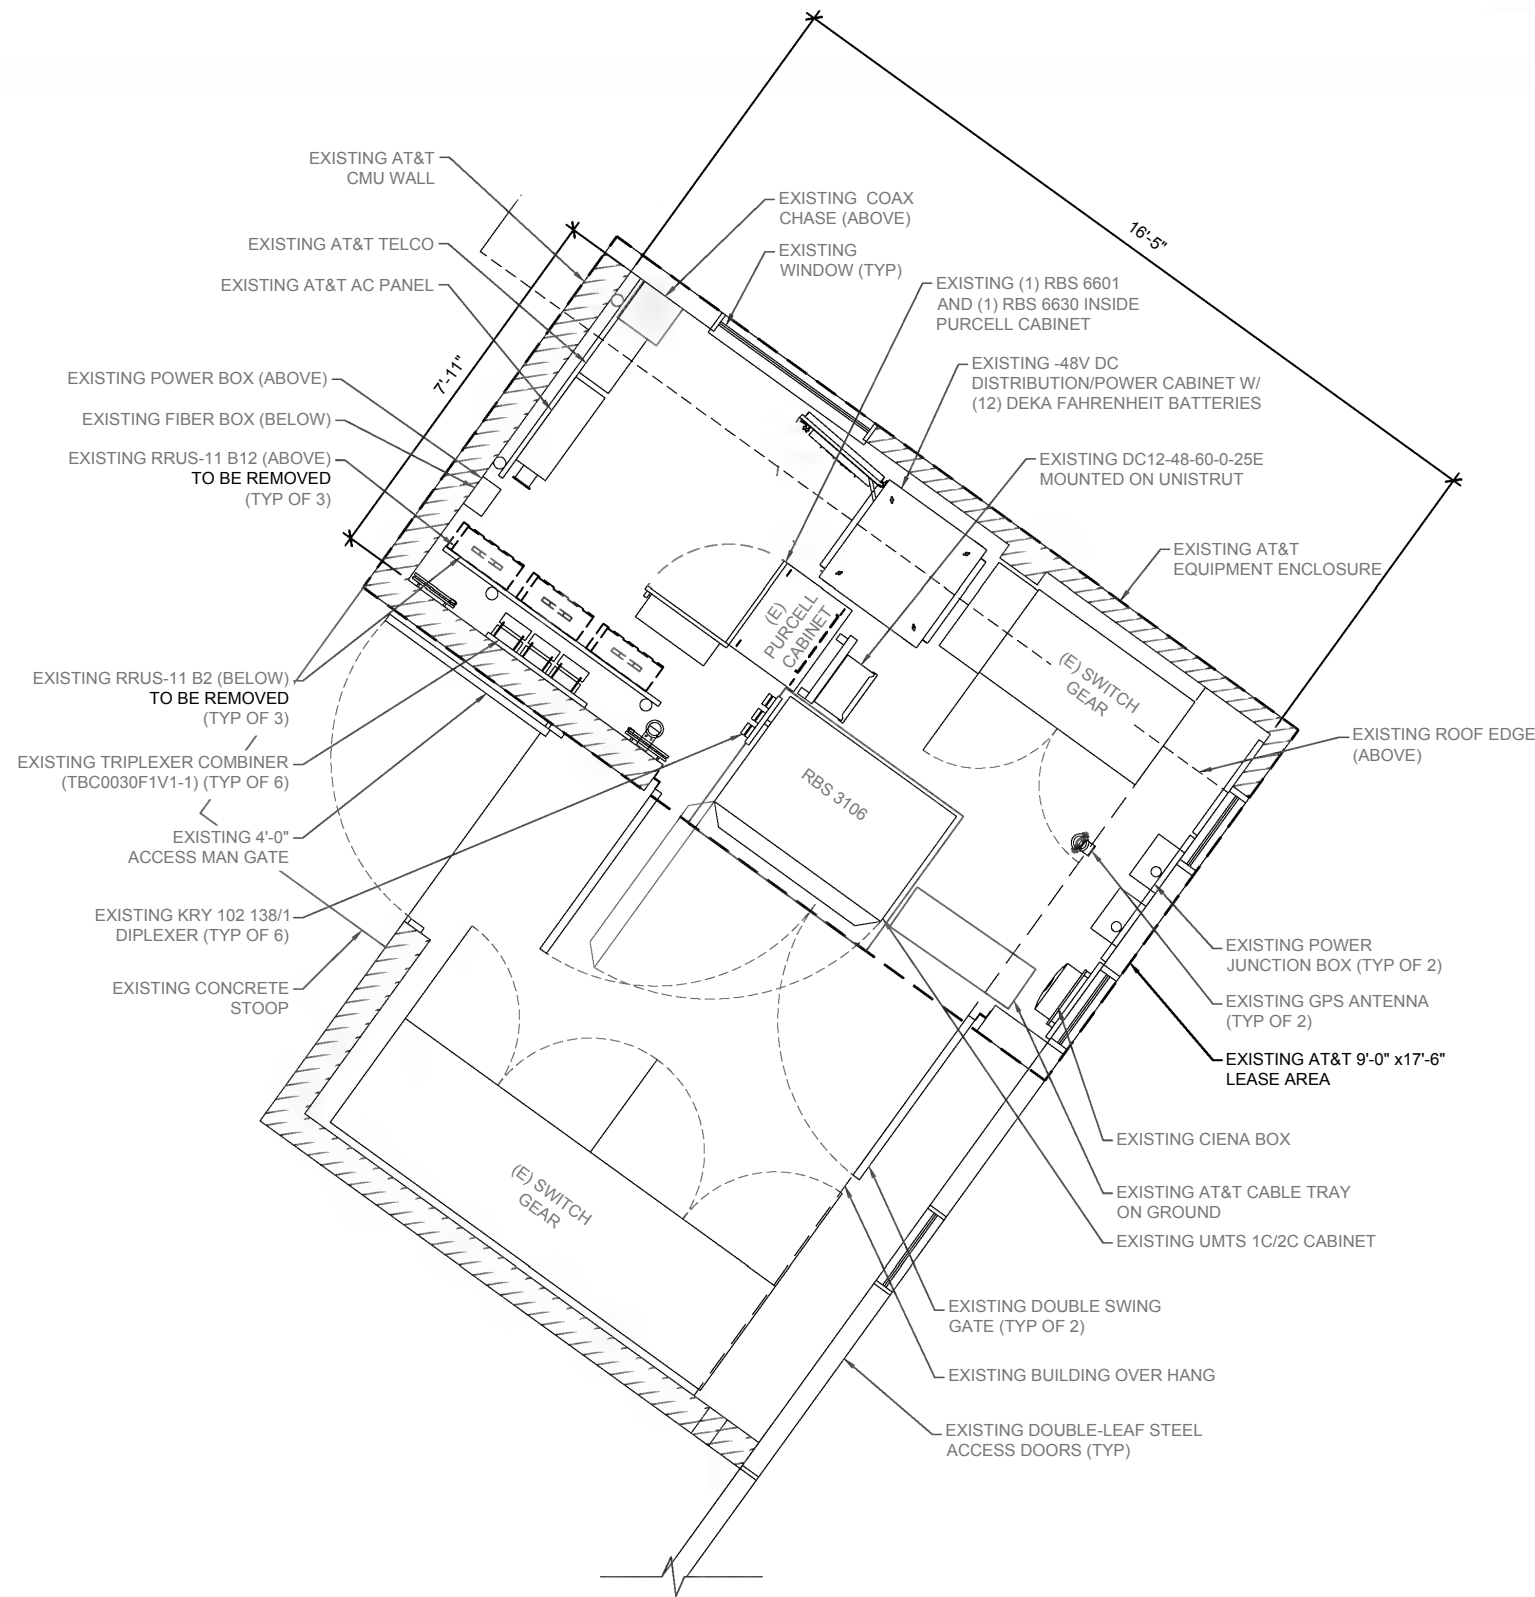 16'-5"
EXISTING AT&T
CMU WALL
EXISTING AT&T TELCO
EXISTING AT&T AC PANEL
7'-11"
EXISTING POWER BOX (ABOVE)
EXISTING FIBER BOX (BELOW)
EXISTING RRUS-11 B12 (ABOVE)
TO BE REMOVED
(TYP OF 3)
EXISTING RRUS-11 B2 (BELOW)
TO BE REMOVED
(TYP OF 3)
EXISTING TRIPLEXER COMBINER
(TBC0030F1V1-1) (TYP OF 6)
EXISTING 4'-0"
ACCESS MAN GATE
EXISTING KRY 102 138/1
DIPLEXER (TYP OF 6)
EXISTING CONCRETE
STOOP
EXISTING COAX
CHASE (ABOVE)
EXISTING
WINDOW (TYP)
EXISTING (1) RBS 6601
AND (1) RBS 6630 INSIDE
PURCELL CABINET
EXISTING -48V DC
DISTRIBUTION/POWER CABINET W/
(12) DEKA FAHRENHEIT BATTERIES
EXISTING DC12-48-60-0-25E
MOUNTED ON UNISTRUT
EXISTING AT&T
EQUIPMENT ENCLOSURE
(E)
PURCELL
CABINET
(E) SWITCH
GEAR
RBS 3106
EXISTING ROOF EDGE
(ABOVE)
EXISTING POWER
JUNCTION BOX (TYP OF 2)
EXISTING GPS ANTENNA
(TYP OF 2)
EXISTING AT&T 9'-0" x17'-6"
LEASE AREA
EXISTING CIENA BOX
EXISTING AT&T CABLE TRAY
ON GROUND
EXISTING UMTS 1C/2C CABINET
(E) SWITCH
GEAR
EXISTING DOUBLE SWING
GATE (TYP OF 2)
EXISTING BUILDING OVER HANG
EXISTING DOUBLE-LEAF STEEL
ACCESS DOORS (TYP)